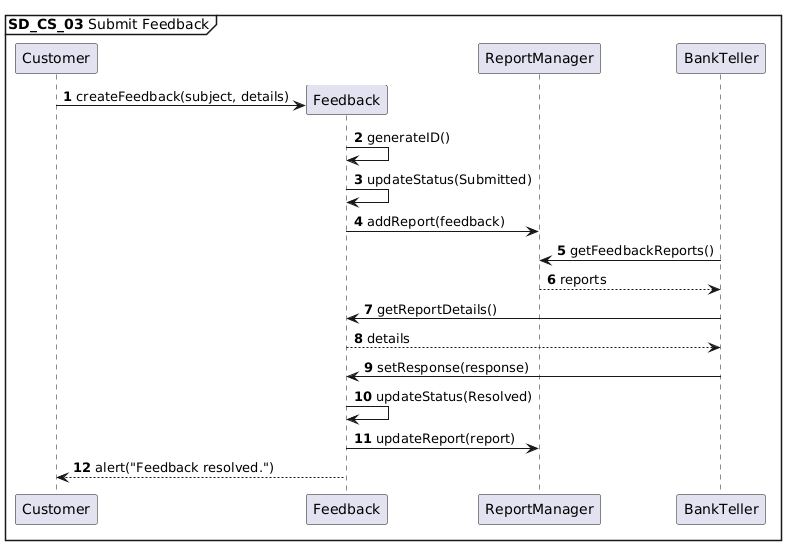 SD_CS_03 Submit Feedback
Customer
ReportManager
BankTeller
1 createFeedback(subject, details)
Feedback
2 generateID()
3 updateStatus(Submitted)
4 addReport(feedback)
5 getFeedbackReports()
6 reports
7 getReportDetails()
8 details
9 setResponse(response)
10 updateStatus(Resolved)
11 updateReport(report)
12 alert("Feedback resolved.")
Customer
Feedback
ReportManager
BankTeller